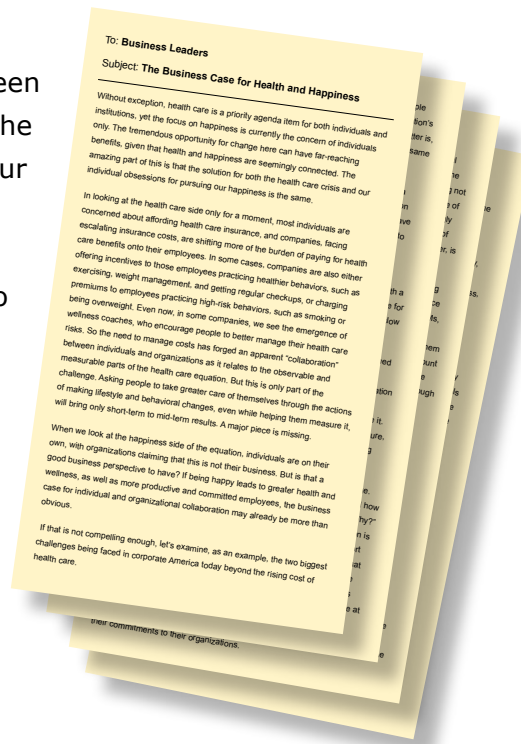 een
he
ur
o
To: Business Leaders
Subject: The Business Case for Health and Happiness
Without exception, health care is a priority agenda item for both individuals and
institutions, yet the focus on happiness is currently the concern of individuals
only. The tremendous opportunity for change here can have far-reaching
benefits, given that health and happiness are seemingly connected. The
amazing part of this is that the solution for both the health care crisis and our
individual obsessions for pursuing our happiness is the same.
In looking at the health care side only for a moment, most individuals are
concerned about affording health care insurance, and companies, facing
escalating insurance costs, are shifting more of the burden of paying for health
care benefits onto their employees. In some cases, companies are also either
offering incentives to those employees practicing healthier behaviors, such as
exercising, weight management, and getting regular checkups, or charging
premiums to employees practicing high-risk behaviors, such as smoking or
being overweight. Even now, in some companies, we see the emergence of
wellness coaches, who encourage people to better manage their health care
risks. So the need to manage costs has forged an apparent "collaboration"
between individuals and organizations as it relates to the observable and
measurable parts of the health care equation. But this is only part of the
challenge. Asking people to take greater care of themselves through the actions
of making lifestyle and behavioral changes, even while helping them measure it,
will bring only short-term to mid-term results. A major piece is missing.
When we look at the happiness side of the equation, individuals are on their
own, with organizations claiming that this is not their business. But is that a
good business perspective to have? If being happy leads to greater health and
wellness, as well as more productive and committed employees, the business
case for individual and organizational collaboration may already be more than
obvious.
If that is not compelling enough, let's examine, as an example, the two biggest
challenges being faced in corporate America today beyond the rising cost of
health care.
their commitments to their organizations.